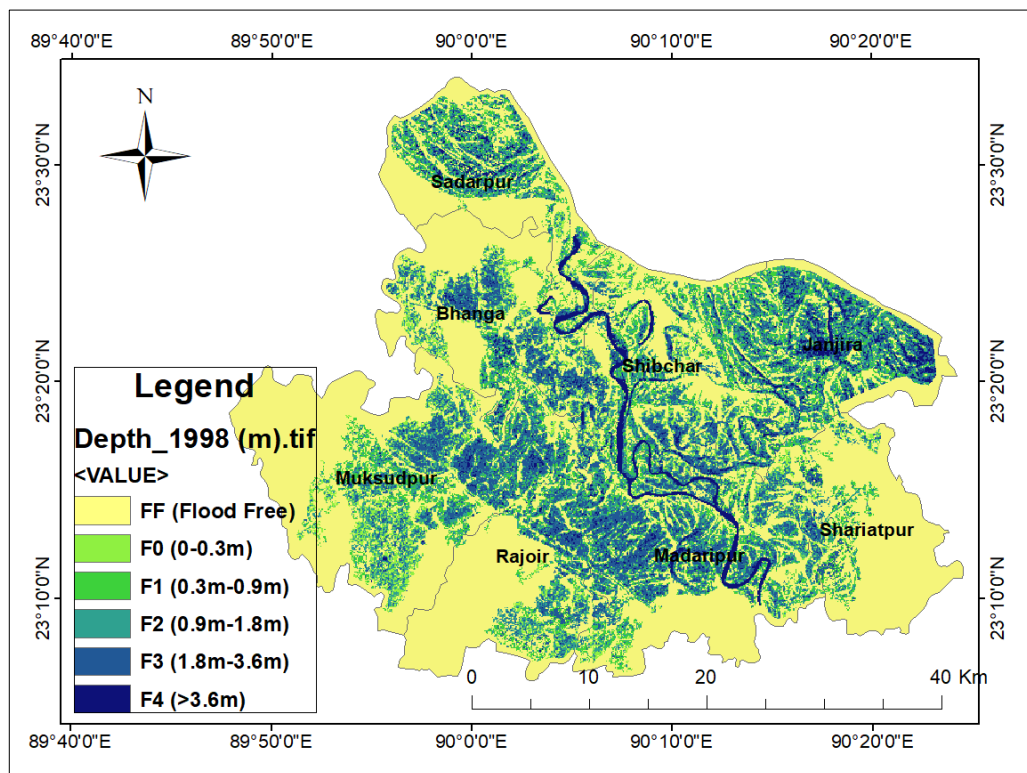 89°40'0"E 89°50'0"E 90°0'0"E 90°10'0"E 90°20'0"E
N
23°30'0"N 23°30'0"N
Sadarpur
Bhanga
Janjira
Shibchar
23°20'0"N 23°20'0"N
Legend
Depth_1998 (m).tif
<VALUE>
FF (Flood Free)
F0 (0-0.3m)
F1 (0.3m-0.9m)
F2 (0.9m-1.8m)
F3 (1.8m-3.6m)
F4 (>3.6m)
Muksudpur
Shariatpur
Rajoir
Madaripur
23°10'0"N 23°10'0"N
0 10 20 40 Km
89°40'0"E 89°50'0"E 90°0'0"E 90°10'0"E 90°20'0"E